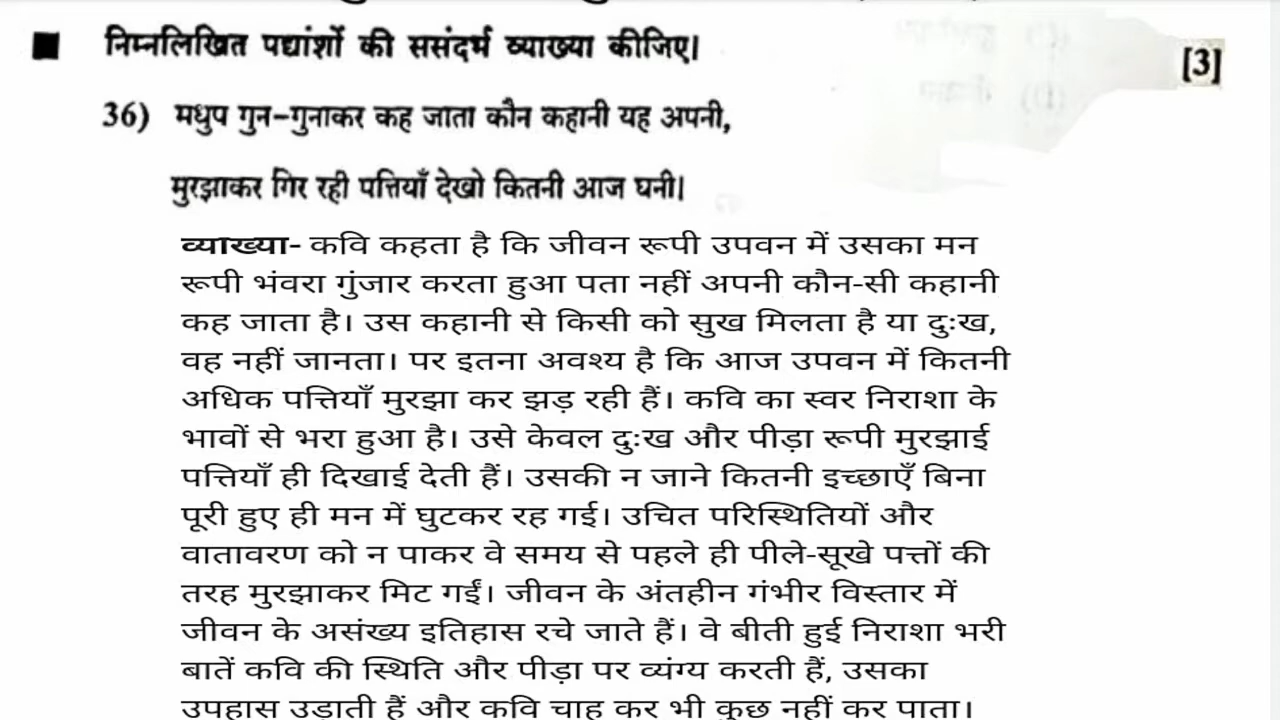 ■ निम्नलिखित पद्यांशों की ससंदर्भ व्याख्या कीजिए। [3]
36) मधुप गुन-गुनाकर कह जाता कौन कहानी यह अपनी,
मुरझाकर गिर रही पत्तियाँ देखो कितनी आज घनी।
व्याख्या- कवि कहता है कि जीवन रूपी उपवन में उसका मन
रूपी भंवरा गुंजार करता हुआ पता नहीं अपनी कौन-सी कहानी
कह जाता है। उस कहानी से किसी को सुख मिलता है या दुःख,
वह नहीं जानता। पर इतना अवश्य है कि आज उपवन में कितनी
अधिक पत्तियाँ मुरझा कर झड़ रही हैं। कवि का स्वर निराशा के
भावों से भरा हुआ है। उसे केवल दुःख और पीड़ा रूपी मुरझाई
पत्तियाँ ही दिखाई देती हैं। उसकी न जाने कितनी इच्छाएँ बिना
पूरी हुए ही मन में घुटकर रह गई। उचित परिस्थितियों और
वातावरण को न पाकर वे समय से पहले ही पीले-सूखे पत्तों की
तरह मुरझाकर मिट गईं। जीवन के अंतहीन गंभीर विस्तार में
जीवन के असंख्य इतिहास रचे जाते हैं। वे बीती हुई निराशा भरी
बातें कवि की स्थिति और पीड़ा पर व्यंग्य करती हैं, उसका
उपहास उड़ाती हैं और कवि चाह कर भी कुछ नहीं कर पाता।